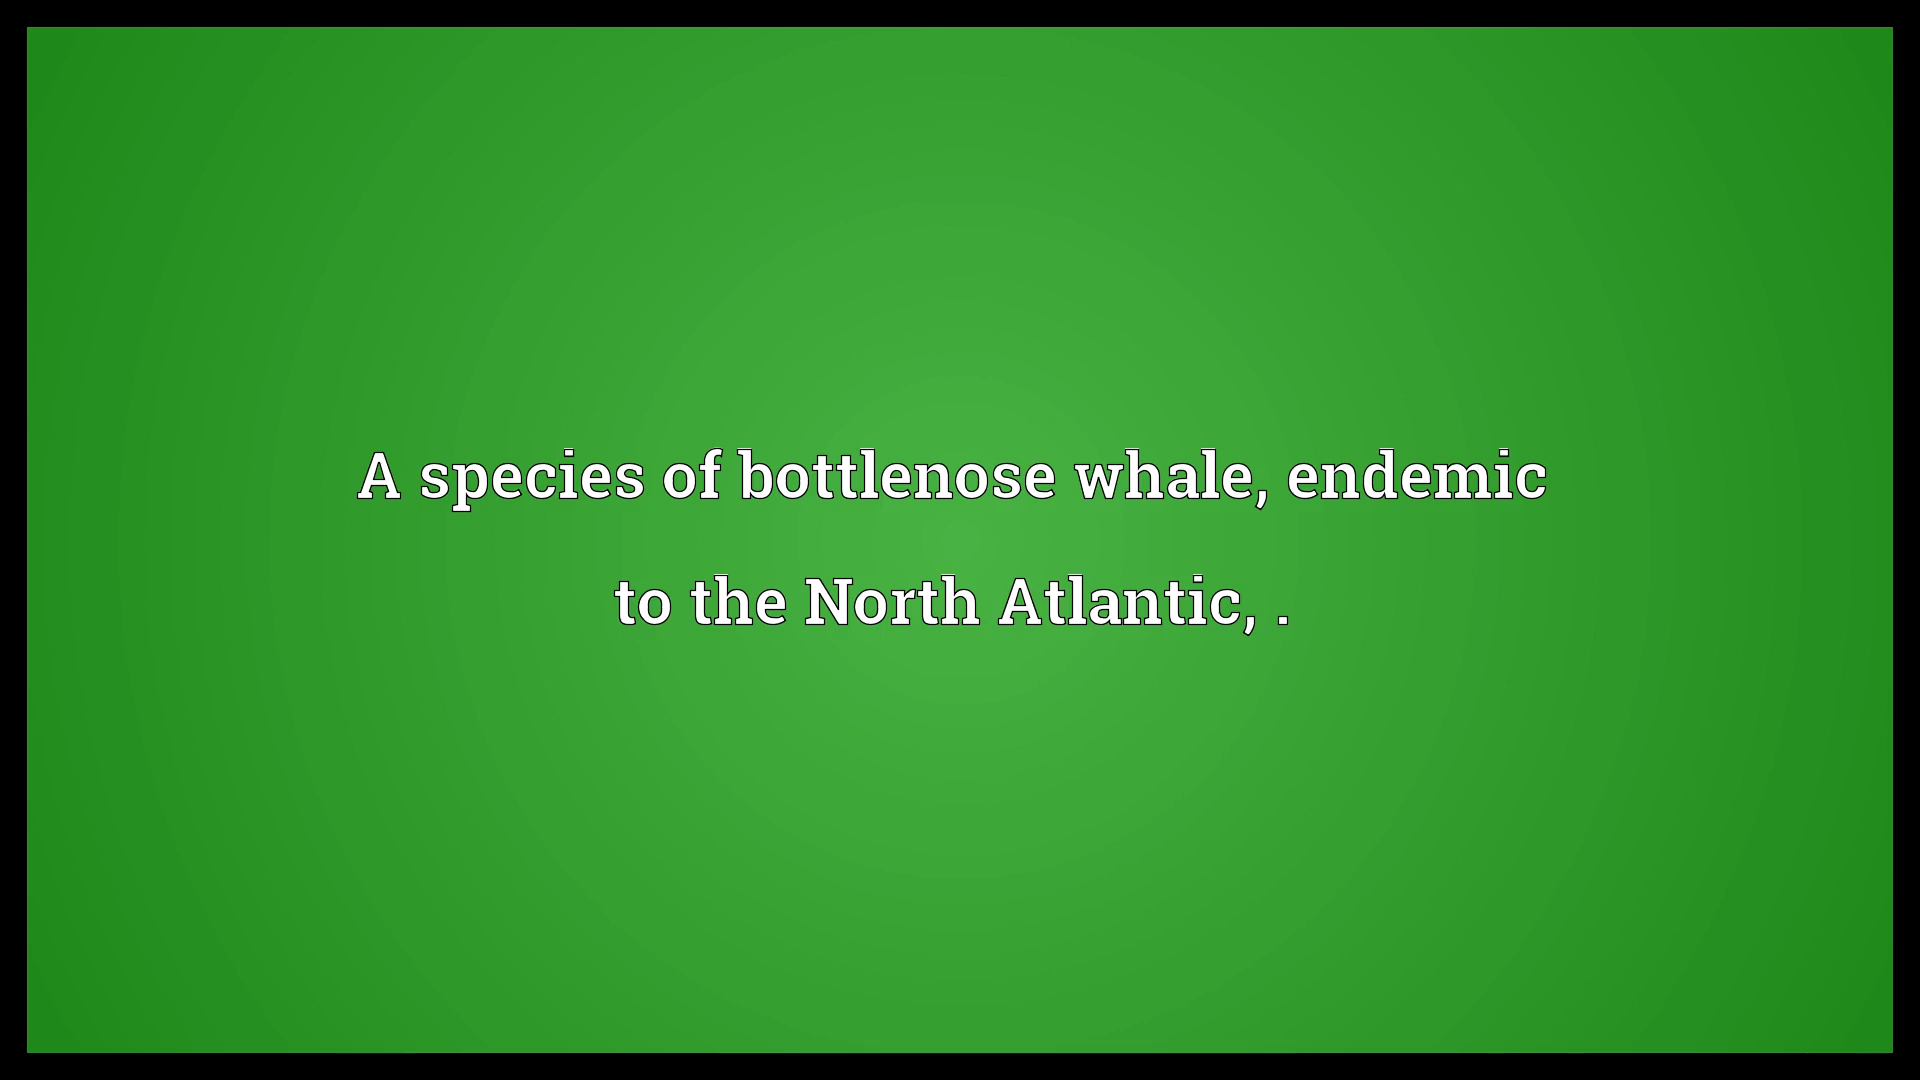 A species of bottlenose whale, endemic
to the North Atlantic, .